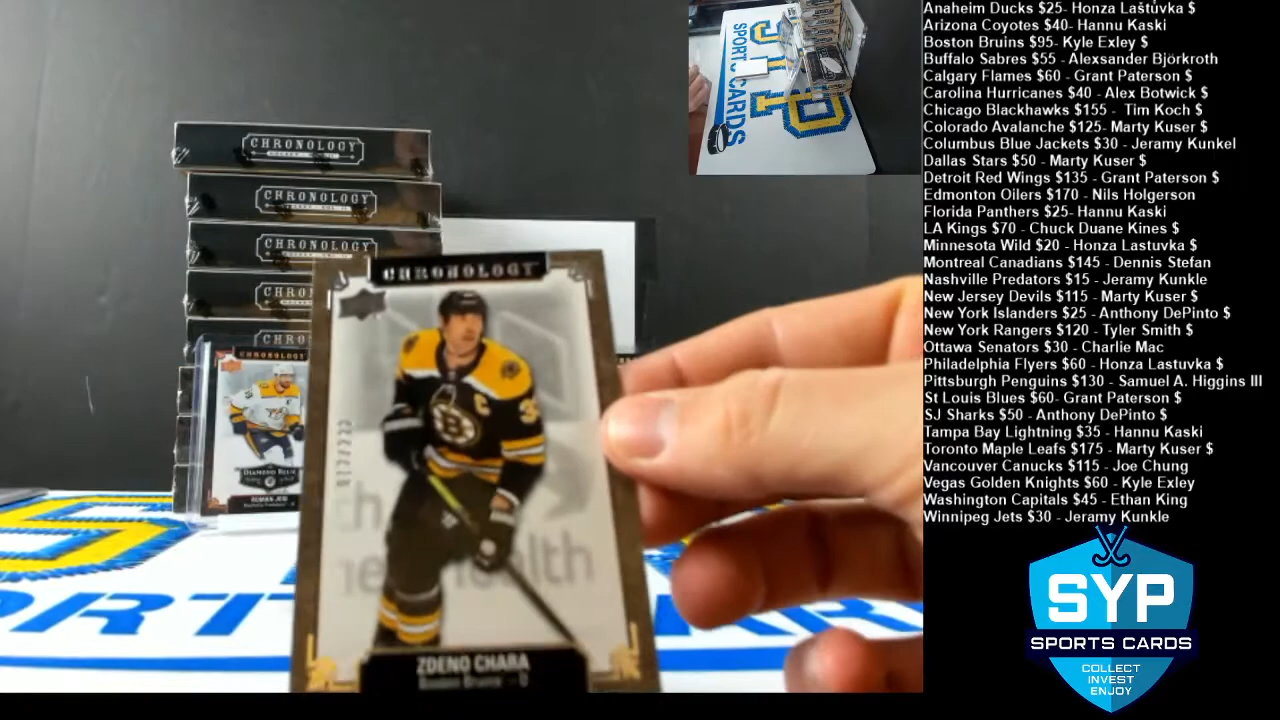 CHRONOLOGY
CHRONOLOGY
CHRONOLOGY
CHRONOLOGY
ZDENO CHARA
Boston Bruins - D
CHRONOLOGY
DIAMOND RELIC
ROMAN JOSI
SPORTS CARDS
Anaheim Ducks $25- Honza Laštuvka $
Arizona Coyotes $40- Hannu Kaski
Boston Bruins $95- Kyle Exley $
Buffalo Sabres $55 - Alexsander Björkroth
Calgary Flames $60 - Grant Paterson $
Carolina Hurricanes $40 - Alex Botwick $
Chicago Blackhawks $155 - Tim Koch $
Colorado Avalanche $125- Marty Kuser $
Columbus Blue Jackets $30 - Jeramy Kunkel
Dallas Stars $50 - Marty Kuser $
Detroit Red Wings $135 - Grant Paterson $
Edmonton Oilers $170 - Nils Holgerson
Florida Panthers $25- Hannu Kaski
LA Kings $70 - Chuck Duane Kines $
Minnesota Wild $20 - Honza Lastuvka $
Montreal Canadians $145 - Dennis Stefan
Nashville Predators $15 - Jeramy Kunkle
New Jersey Devils $115 - Marty Kuser $
New York Islanders $25 - Anthony DePinto $
New York Rangers $120 - Tyler Smith $
Ottawa Senators $30 - Charlie Mac
Philadelphia Flyers $60 - Honza Lastuvka $
Pittsburgh Penguins $130 - Samuel A. Higgins III
St Louis Blues $60- Grant Paterson $
SJ Sharks $50 - Anthony DePinto $
Tampa Bay Lightning $35 - Hannu Kaski
Toronto Maple Leafs $175 - Marty Kuser $
Vancouver Canucks $115 - Joe Chung
Vegas Golden Knights $60 - Kyle Exley
Washington Capitals $45 - Ethan King
Winnipeg Jets $30 - Jeramy Kunkle
SYP
SPORTS CARDS
COLLECT
INVEST
ENJOY